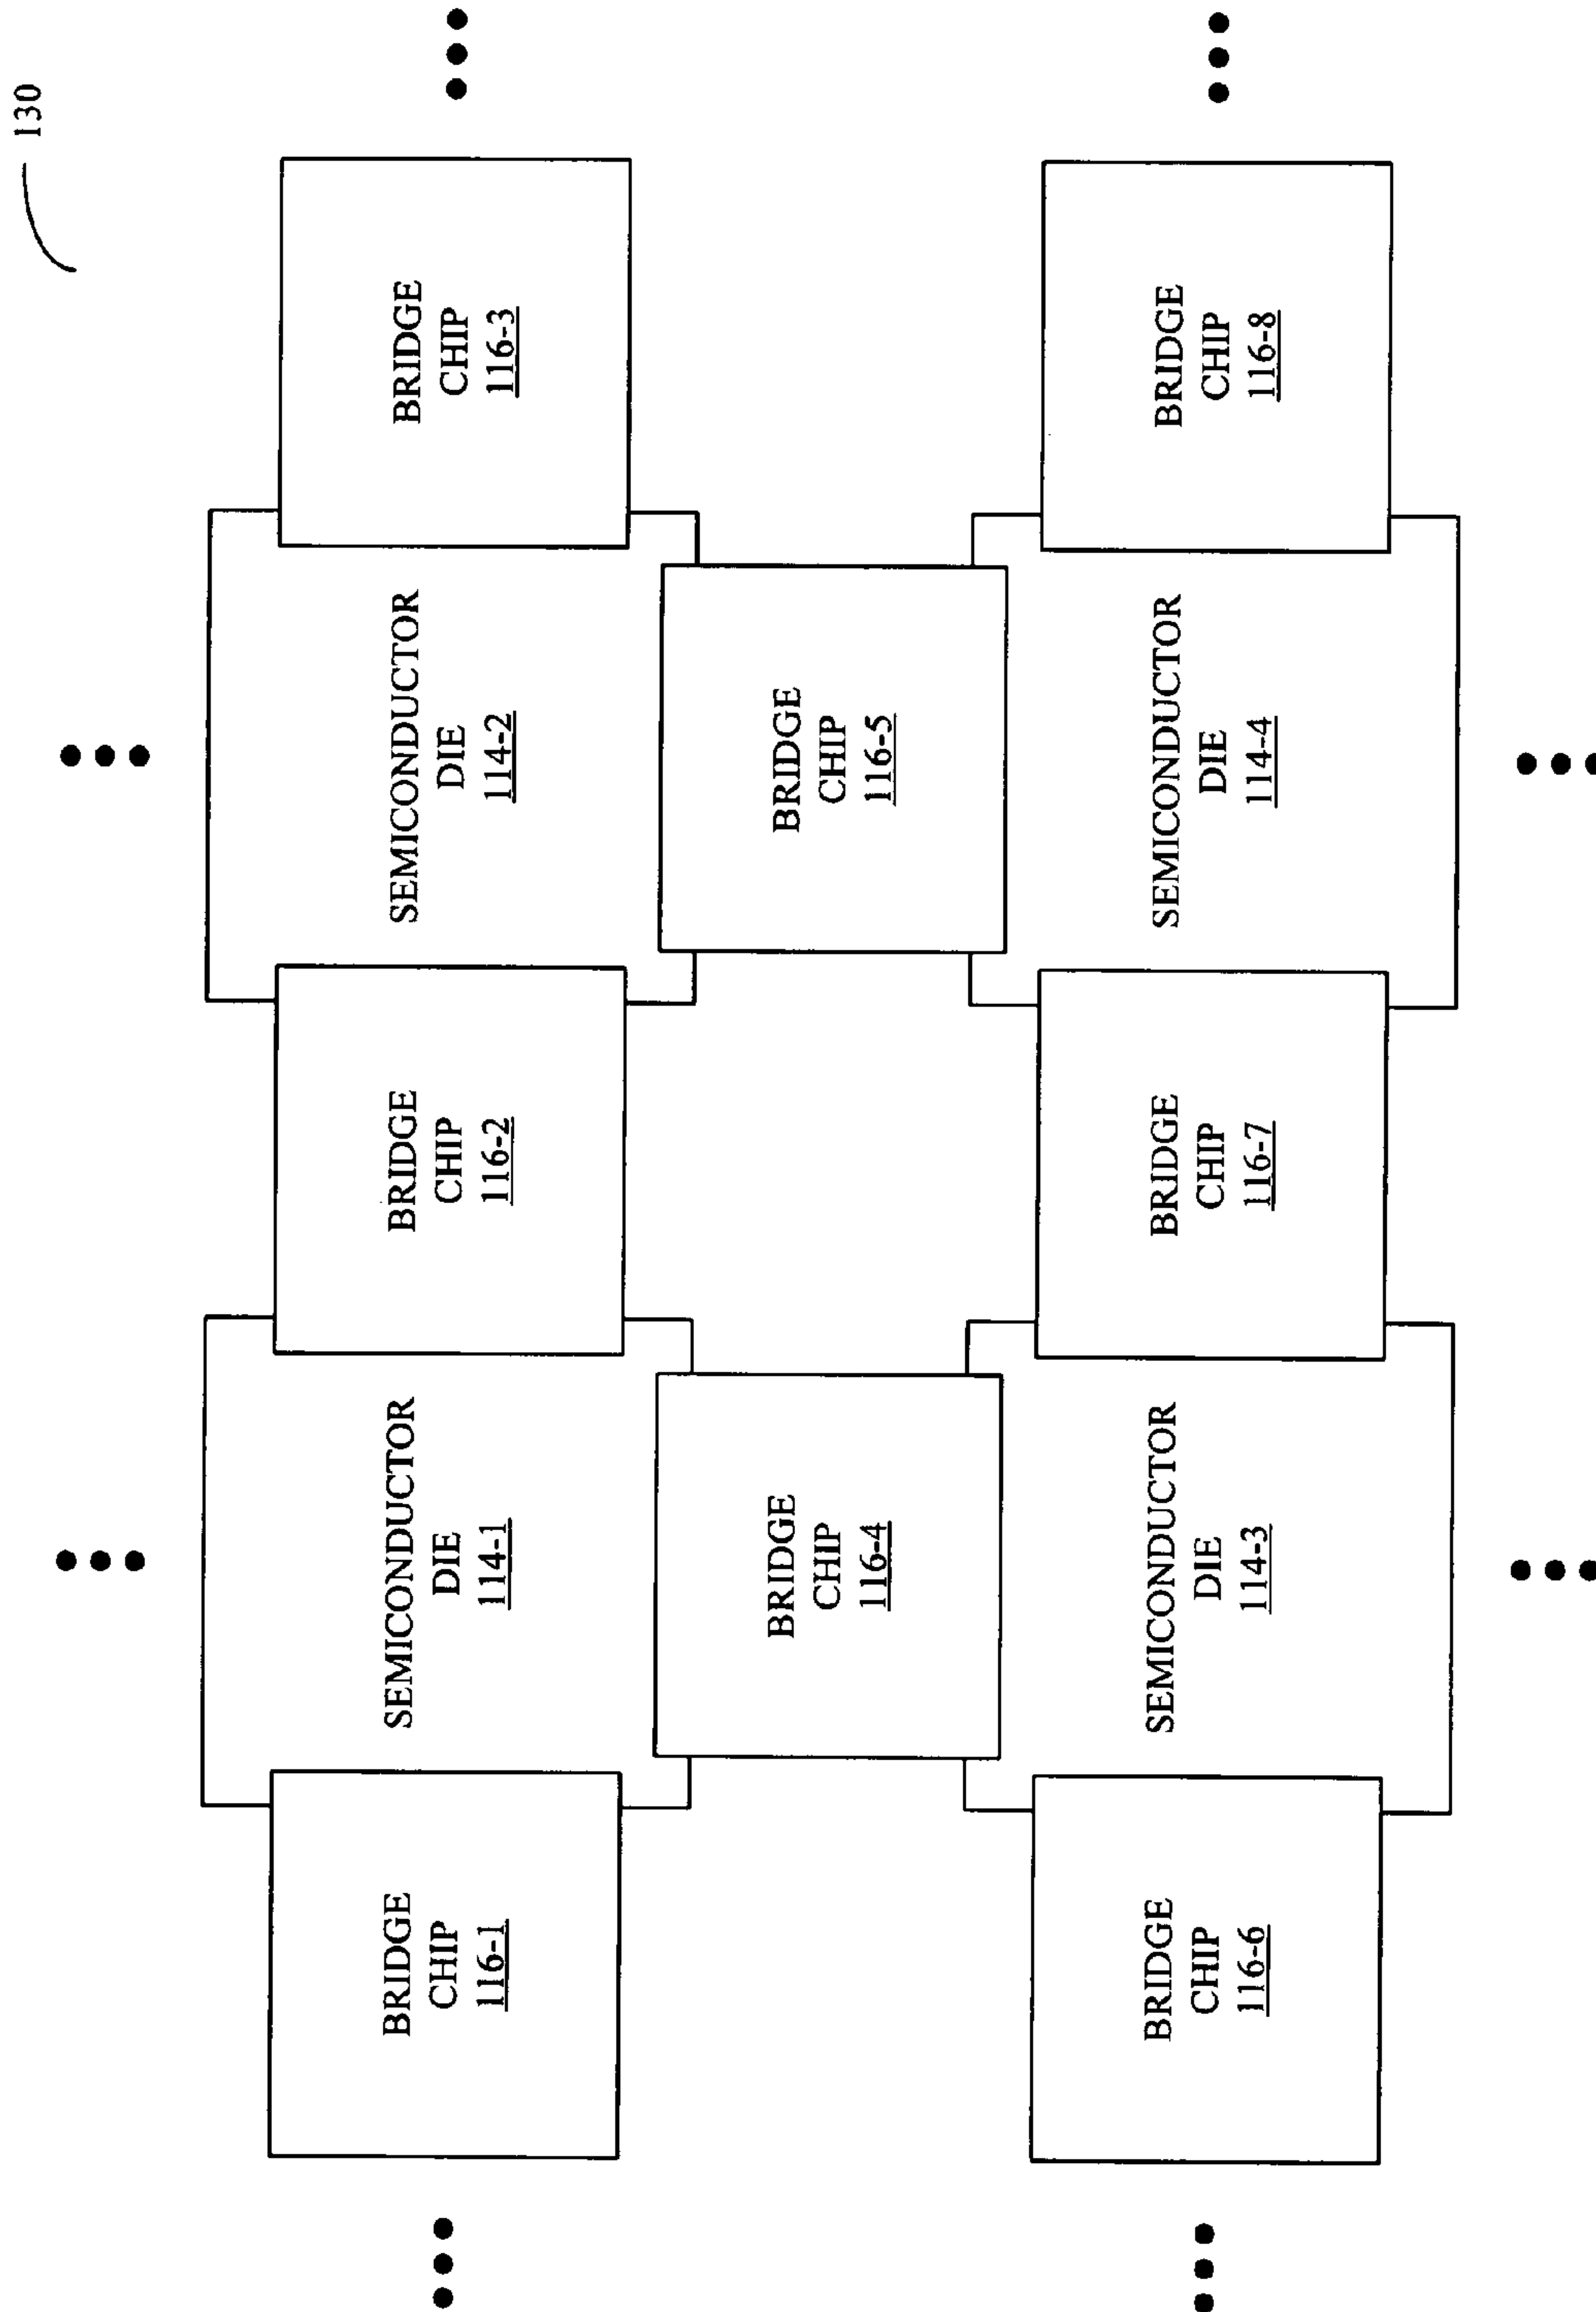 130
BRIDGE
CHIP
116-1
SEMICONDUCTOR
DIE
114-1
BRIDGE
CHIP
116-2
SEMICONDUCTOR
DIE
114-2
BRIDGE
CHIP
116-3
BRIDGE
CHIP
116-4
BRIDGE
CHIP
116-5
BRIDGE
CHIP
116-6
SEMICONDUCTOR
DIE
114-3
BRIDGE
CHIP
116-7
SEMICONDUCTOR
DIE
114-4
BRIDGE
CHIP
116-8